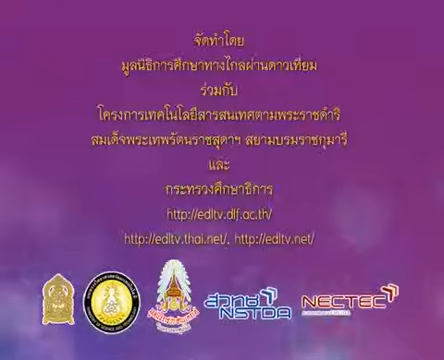 จัดทำโดย
มูลนิธิการศึกษาทางไกลผ่านดาวเทียม
ร่วมกับ
โครงการเทคโนโลยีสารสนเทศตามพระราชดำริ
สมเด็จพระเทพรัตนราชสุดาฯ สยามบรมราชกุมารี
และ
กระทรวงศึกษาธิการ
http://edltv.dlf.ac.th/
http://edltv.thai.net/, http://edltv.net/
สวทช NECTEC
NSTDA